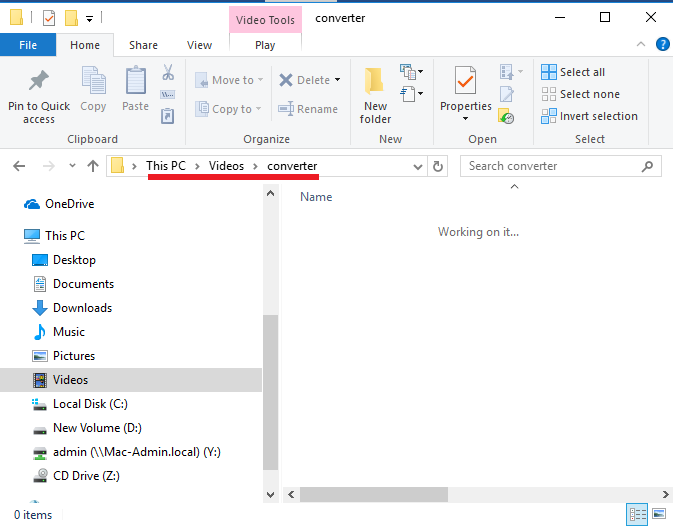 Video Tools converter
File Home Share View Play
Pin to Quick access
Copy
Paste
Clipboard
Move to
Copy to
Delete
Rename
Organize
New folder
New
Properties
Open
Select all
Select none
Invert selection
Select
This PC > Videos > converter
Search converter
OneDrive
This PC
Desktop
Documents
Downloads
Music
Pictures
Videos
Local Disk (C:)
New Volume (D:)
admin (\\Mac-Admin.local) (Y:)
CD Drive (Z:)
Name
Working on it...
0 items